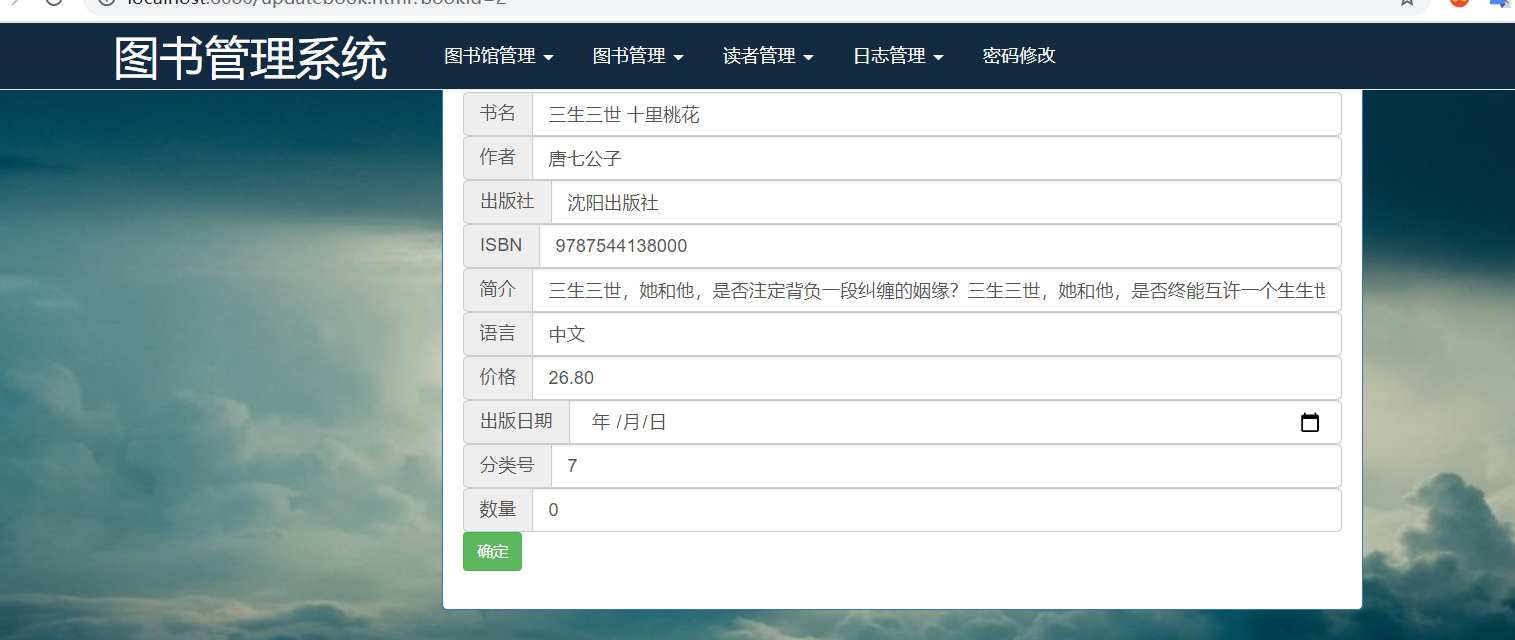 图书管理系统 图书馆管理 图书管理 读者管理 日志管理 密码修改
书名 三生三世 十里桃花
作者 唐七公子
出版社 沈阳出版社
ISBN 9787544138000
简介 三生三世，她和他，是否注定背负一段纠缠的姻缘？三生三世，她和他，是否终能互许一个生生世
语言 中文
价格 26.80
出版日期 年 /月/日
分类号 7
数量 0
确定